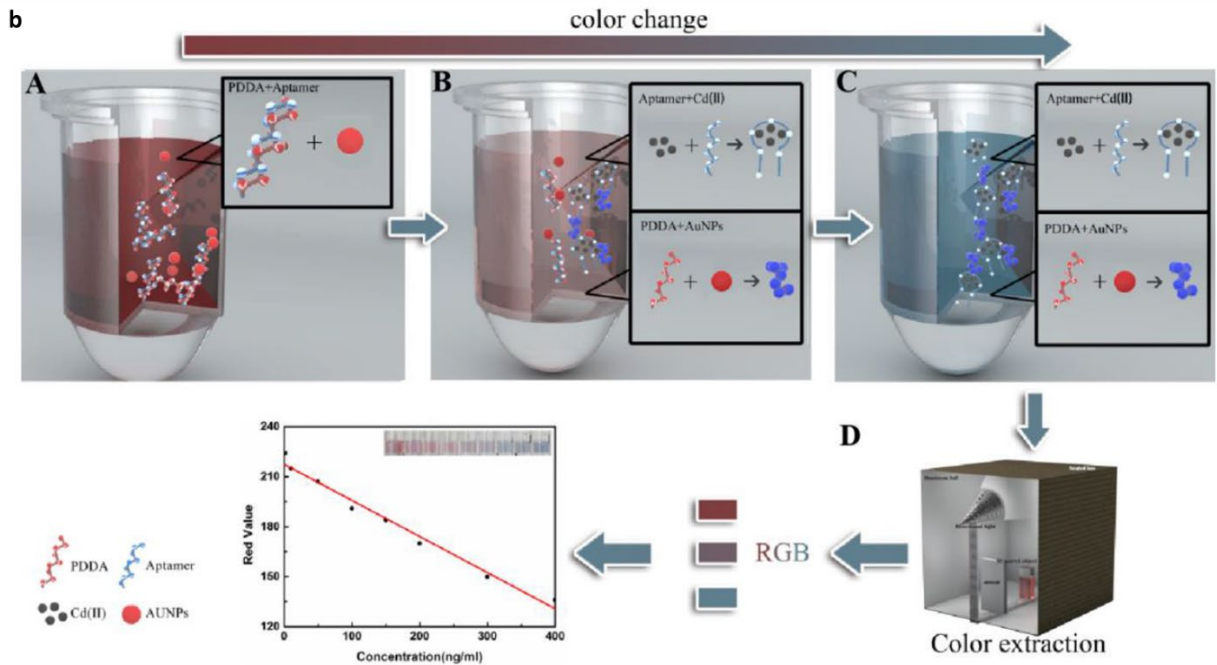 b
color change
A
PDDA+Aptamer
+
B
Aptamer+Cd(II)
+ →
PDDA+AuNPs
+ →
C
Aptamer+Cd(II)
+ →
PDDA+AuNPs
+ →
D
Color extraction
RGB
240
210
180
150
120
Red Value
0 100 200 300 400
Concentration(ng/ml)
PDDA Aptamer
Cd(II) AUNPs